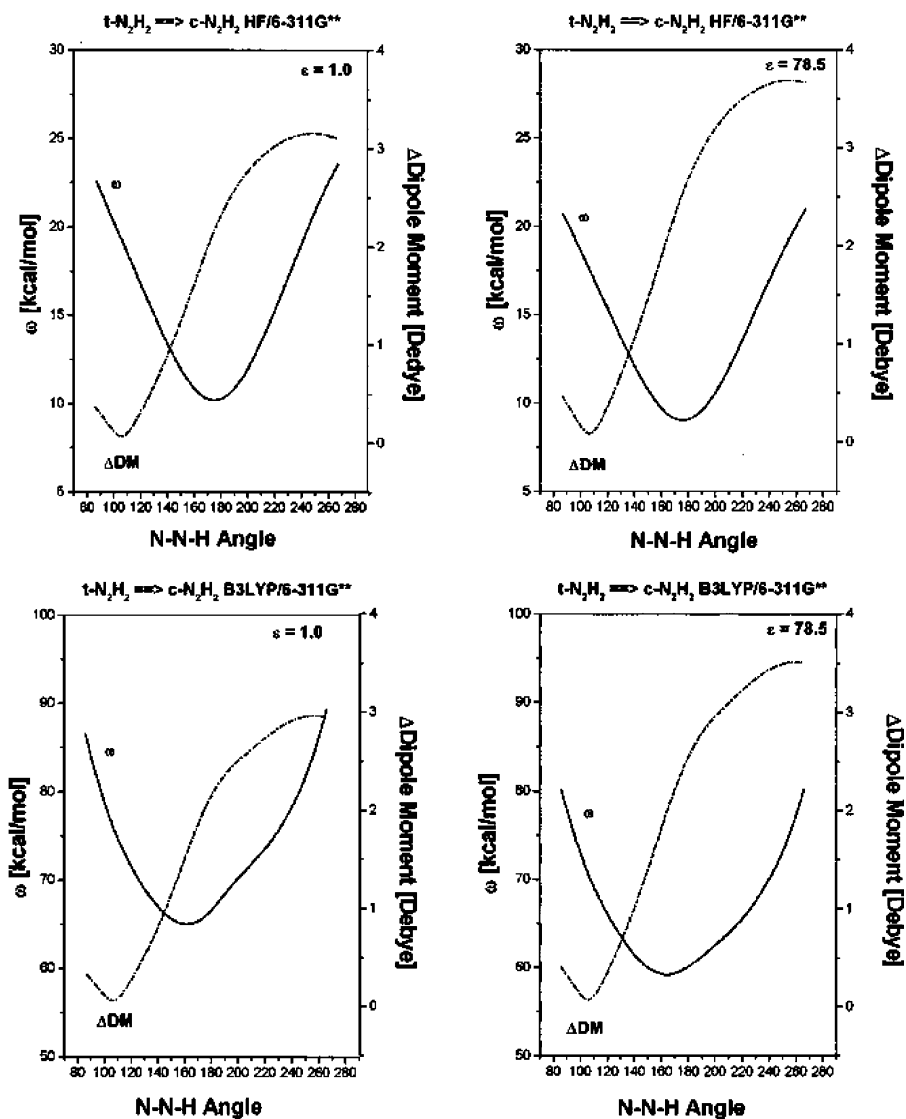 t-N₂H₂ ==> c-N₂H₂ HF/6-311G**
ε = 1.0
30
25
20
15
10
5
4
3
2
1
0
ω
ΔDM
ω [kcal/mol]
ΔDipole Moment [Dedye]
80 100 120 140 160 180 200 220 240 260 280
N-N-H Angle
t-N₂H₂ ==> c-N₂H₂ HF/6-311G**
ε = 78.5
30
25
20
15
10
5
4
3
2
1
0
ω
ΔDM
ω [kcal/mol]
ΔDipole Moment [Debye]
80 100 120 140 160 180 200 220 240 260 280
N-N-H Angle
t-N₂H₂ ==> c-N₂H₂ B3LYP/6-311G**
ε = 1.0
100
90
80
70
60
50
4
3
2
1
0
ω
ΔDM
ω [kcal/mol]
ΔDipole Moment [Debye]
80 100 120 140 160 180 200 220 240 260 280
N-N-H Angle
t-N₂H₂ ==> c-N₂H₂ B3LYP/6-311G**
ε = 78.5
100
90
80
70
60
50
4
3
2
1
0
ω
ΔDM
ω [kcal/mol]
ΔDipole Moment [Debye]
80 100 120 140 160 180 200 220 240 260 280
N-N-H Angle